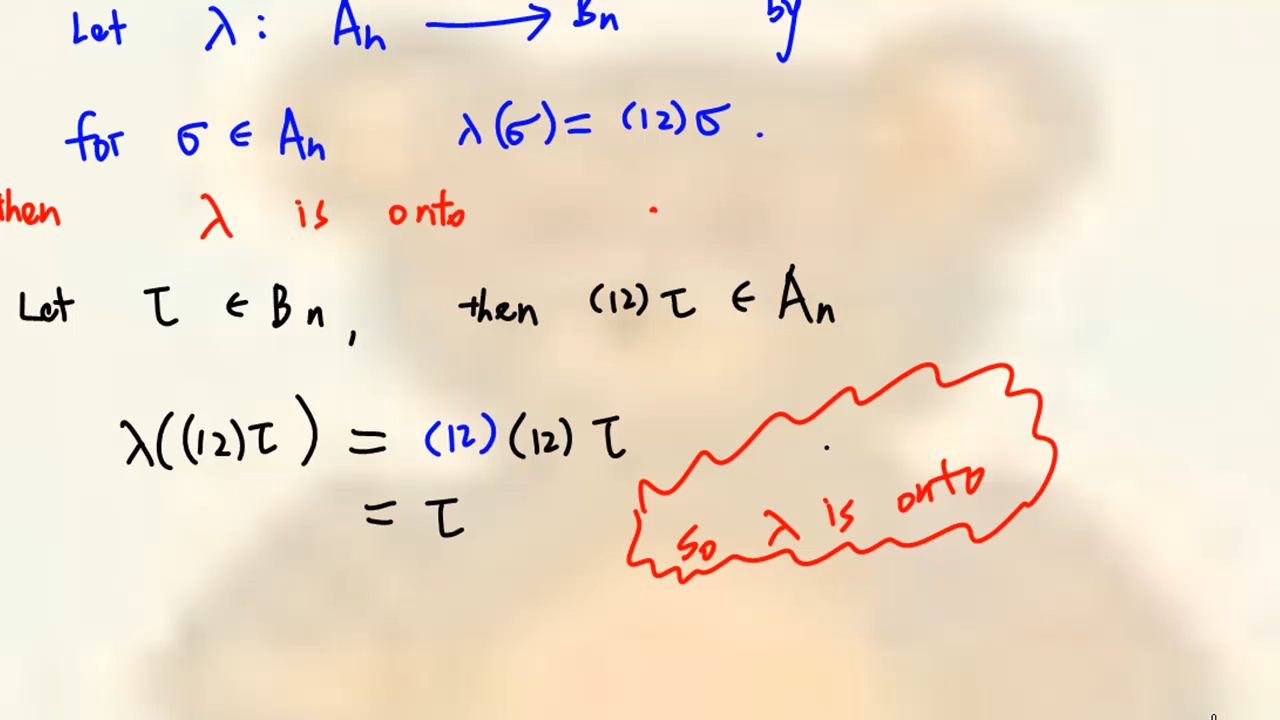 Let λ : Aₙ ⟶ Bₙ by
for σ ∈ Aₙ λ(σ) = (12)σ .
then λ is onto .
Let τ ∈ Bₙ , then (12)τ ∈ Aₙ
λ((12)τ) = (12)(12)τ
= τ
So λ is onto